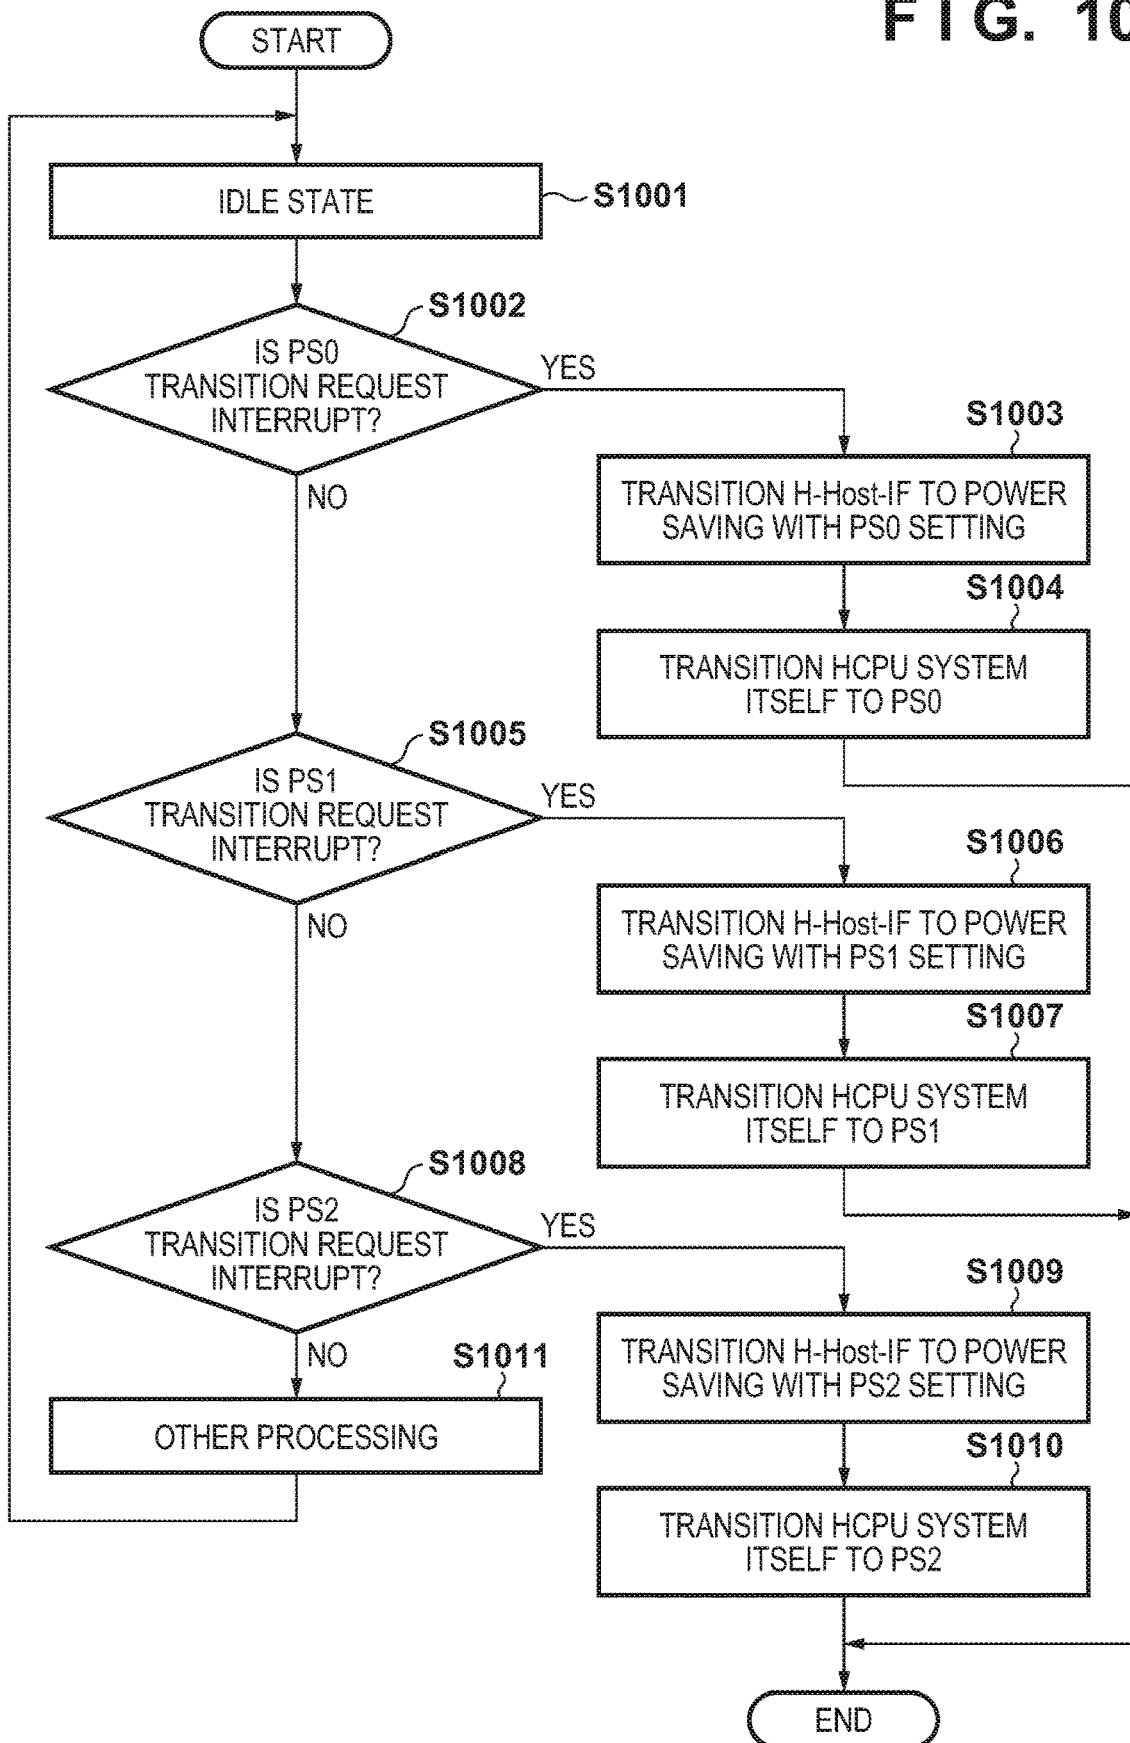 FIG. 10
START
IDLE STATE
S1001
S1002
IS PS0
TRANSITION REQUEST
INTERRUPT?
YES
NO
S1003
TRANSITION H-Host-IF TO POWER
SAVING WITH PS0 SETTING
S1004
TRANSITION HCPU SYSTEM
ITSELF TO PS0
S1005
IS PS1
TRANSITION REQUEST
INTERRUPT?
YES
NO
S1006
TRANSITION H-Host-IF TO POWER
SAVING WITH PS1 SETTING
S1007
TRANSITION HCPU SYSTEM
ITSELF TO PS1
S1008
IS PS2
TRANSITION REQUEST
INTERRUPT?
YES
NO
S1009
TRANSITION H-Host-IF TO POWER
SAVING WITH PS2 SETTING
S1011
OTHER PROCESSING
S1010
TRANSITION HCPU SYSTEM
ITSELF TO PS2
END